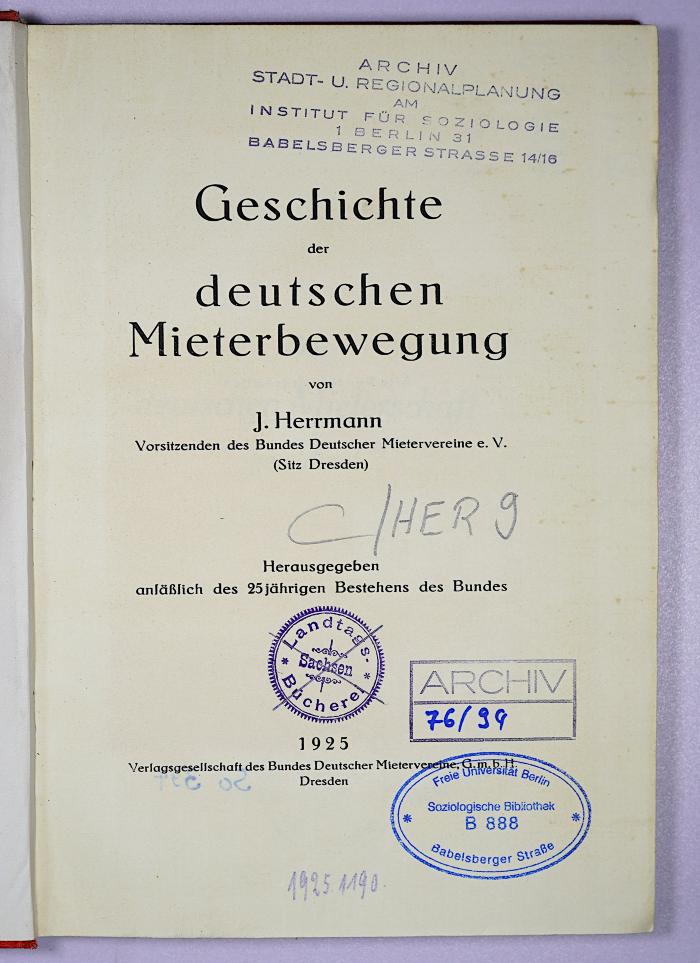 ARCHIV
STADT- U. REGIONALPLANUNG
AM
INSTITUT FÜR SOZIOLOGIE
1 BERLIN 31
BABELSBERGER STRASSE 14/16
Geschichte
der
deutschen
Mieterbewegung
von
J. Herrmann
Vorsitzenden des Bundes Deutscher Mietervereine e. V.
(Sitz Dresden)
C/HER 9
Herausgegeben
anläßlich des 25jährigen Bestehens des Bundes
Landtags-
Sachsen
Bücherei
ARCHIV
76/94
1925
Verlagsgesellschaft des Bundes Deutscher Mietervereine, G.m.b.H.
Dresden
Freie Universität Berlin
Soziologische Bibliothek
B 888
Babelsberger Straße
1925.1190.